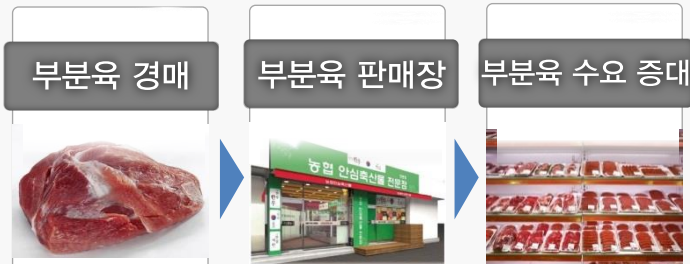 부분육 경매
부분육 판매장
부분육 수요 증대
농협 안심축산물 전문점